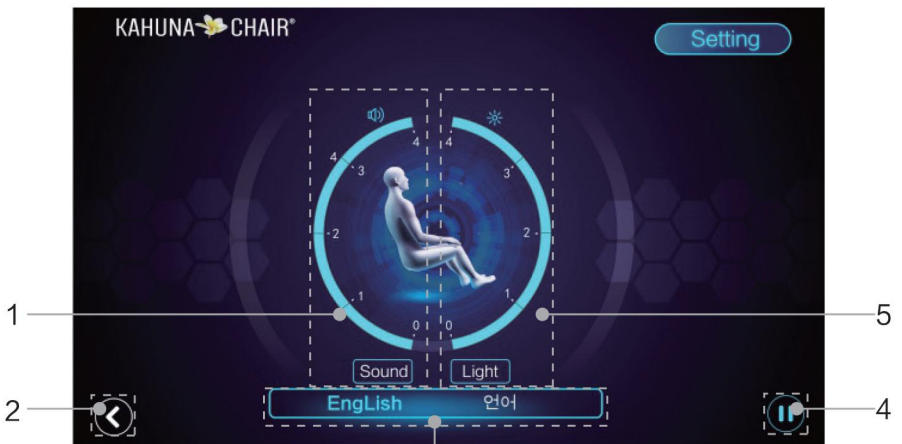 KAHUNA CHAIR®
Setting
4 4
4 3 3
2 2
1 1
0 0
1 5
Sound Light
EngLish 언어
2 4